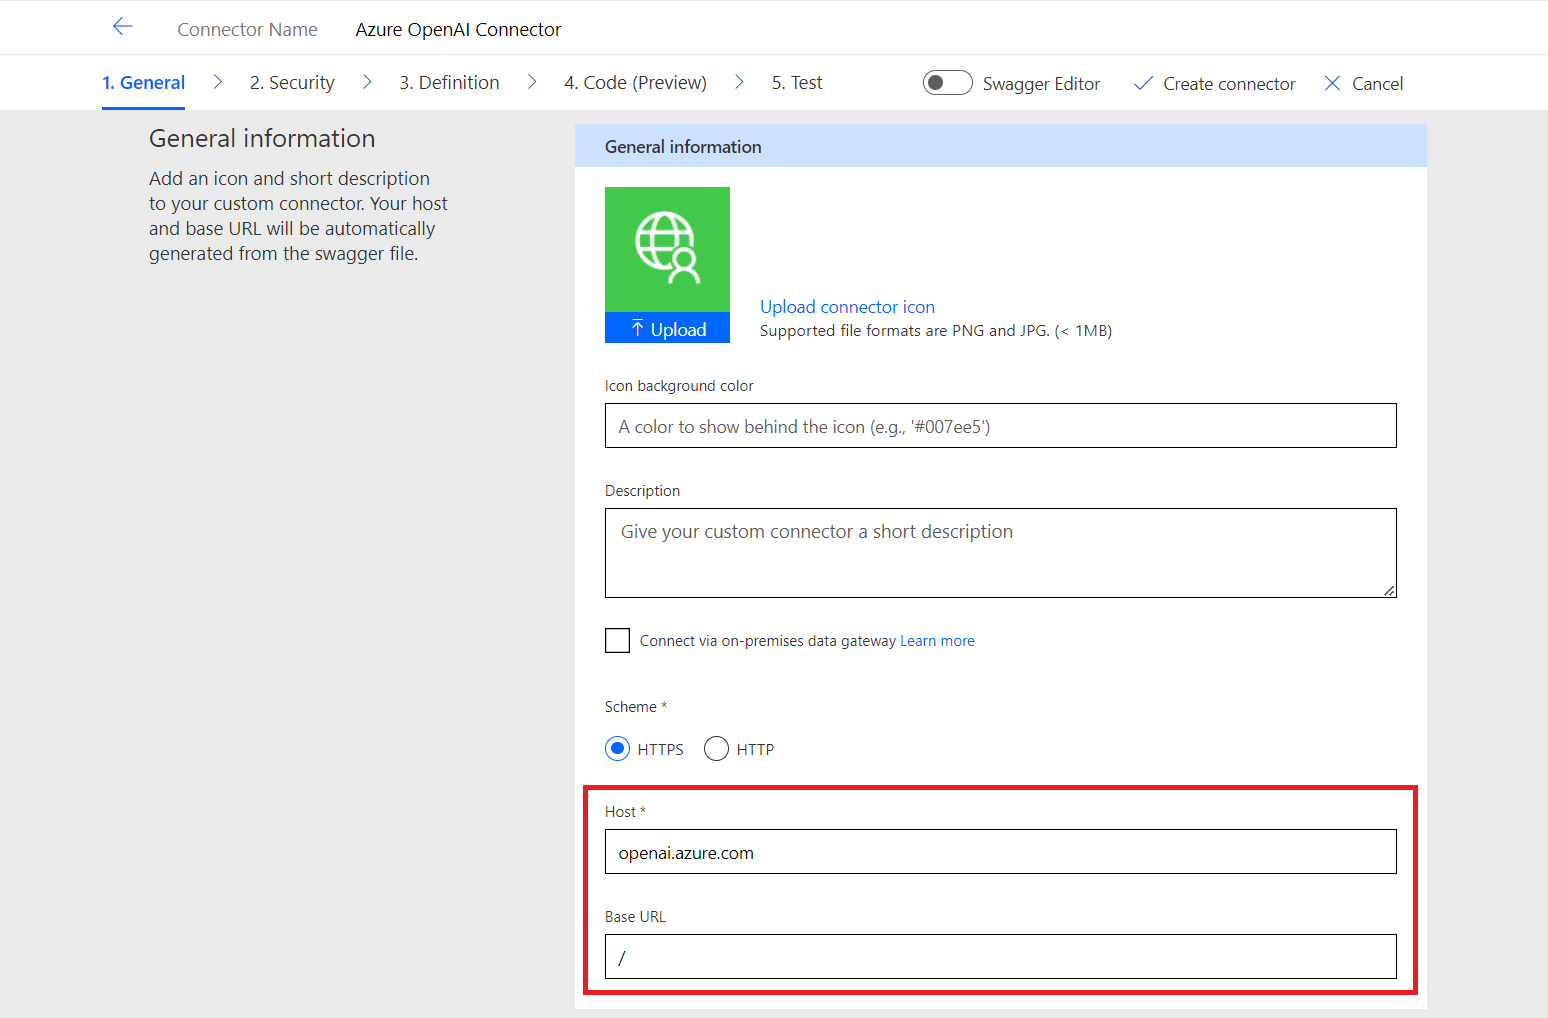 Connector Name Azure OpenAI Connector
1. General 2. Security 3. Definition 4. Code (Preview) 5. Test Swagger Editor Create connector Cancel
General information
Add an icon and short description
to your custom connector. Your host
and base URL will be automatically
generated from the swagger file.
General information
Upload
Upload connector icon
Supported file formats are PNG and JPG. (< 1MB)
Icon background color
A color to show behind the icon (e.g., '#007ee5')
Description
Give your custom connector a short description
Connect via on-premises data gateway Learn more
Scheme *
HTTPS HTTP
Host *
openai.azure.com
Base URL
/